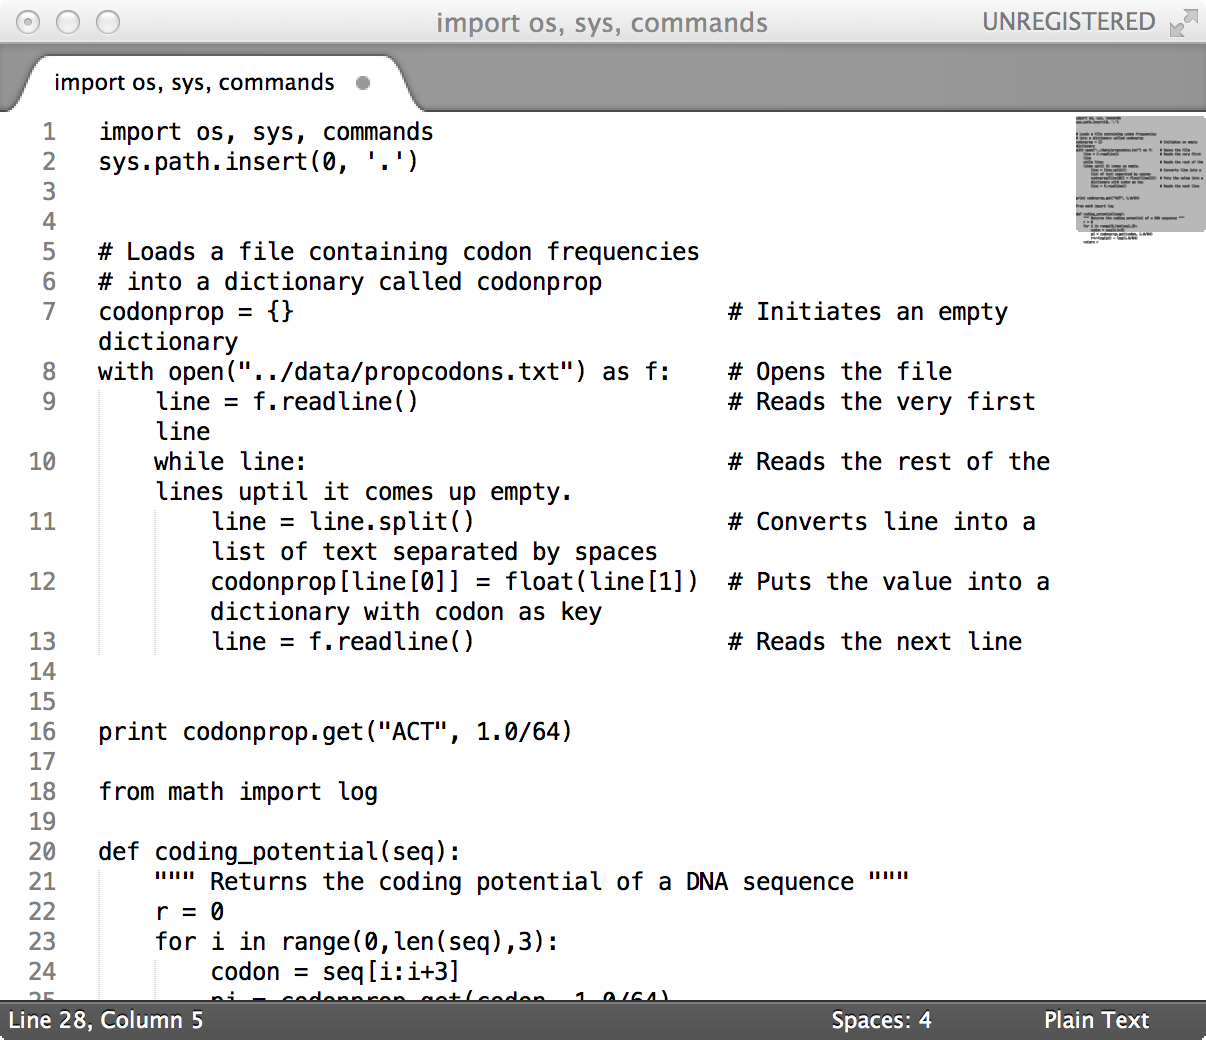 import os, sys, commands
UNREGISTERED
import os, sys, commands
1 import os, sys, commands
2 sys.path.insert(0, '.')
3
4
5 # Loads a file containing codon frequencies
6 # into a dictionary called codonprop
7 codonprop = {} # Initiates an empty
dictionary
8 with open("../data/propcodons.txt") as f: # Opens the file
9 line = f.readline() # Reads the very first
line
10 while line: # Reads the rest of the
lines uptil it comes up empty.
11 line = line.split() # Converts line into a
list of text separated by spaces
12 codonprop[line[0]] = float(line[1]) # Puts the value into a
dictionary with codon as key
13 line = f.readline() # Reads the next line
14
15
16 print codonprop.get("ACT", 1.0/64)
17
18 from math import log
19
20 def coding_potential(seq):
21 """ Returns the coding potential of a DNA sequence """
22 r = 0
23 for i in range(0,len(seq),3):
24 codon = seq[i:i+3]
25 pi = codonprop.get(codon, 1.0/64)
Line 28, Column 5
Spaces: 4
Plain Text